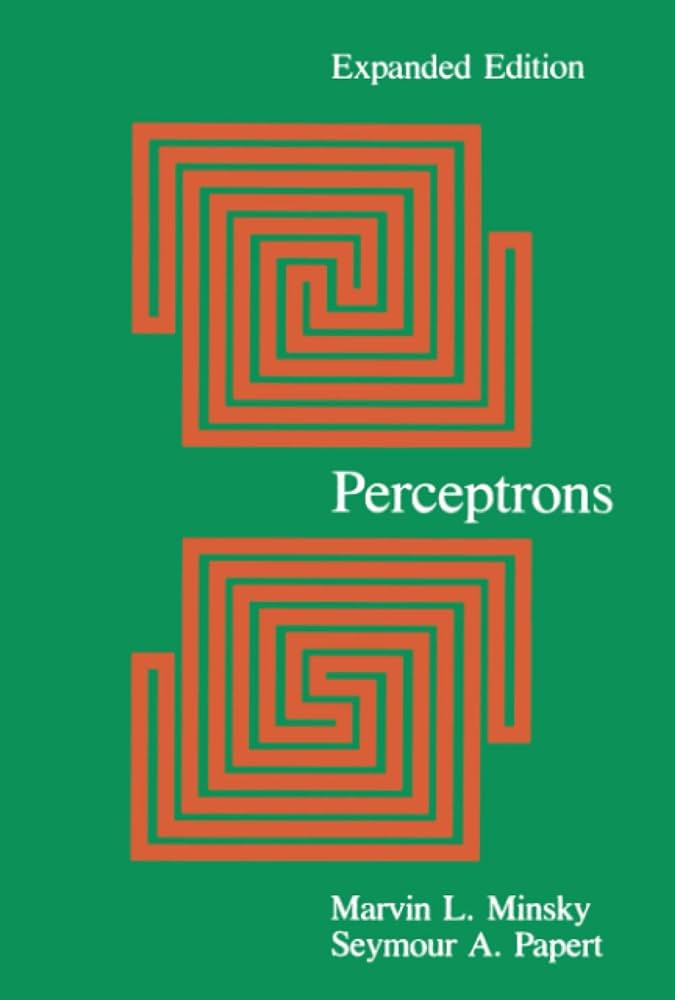 Expanded Edition
Perceptrons
Marvin L. Minsky
Seymour A. Papert